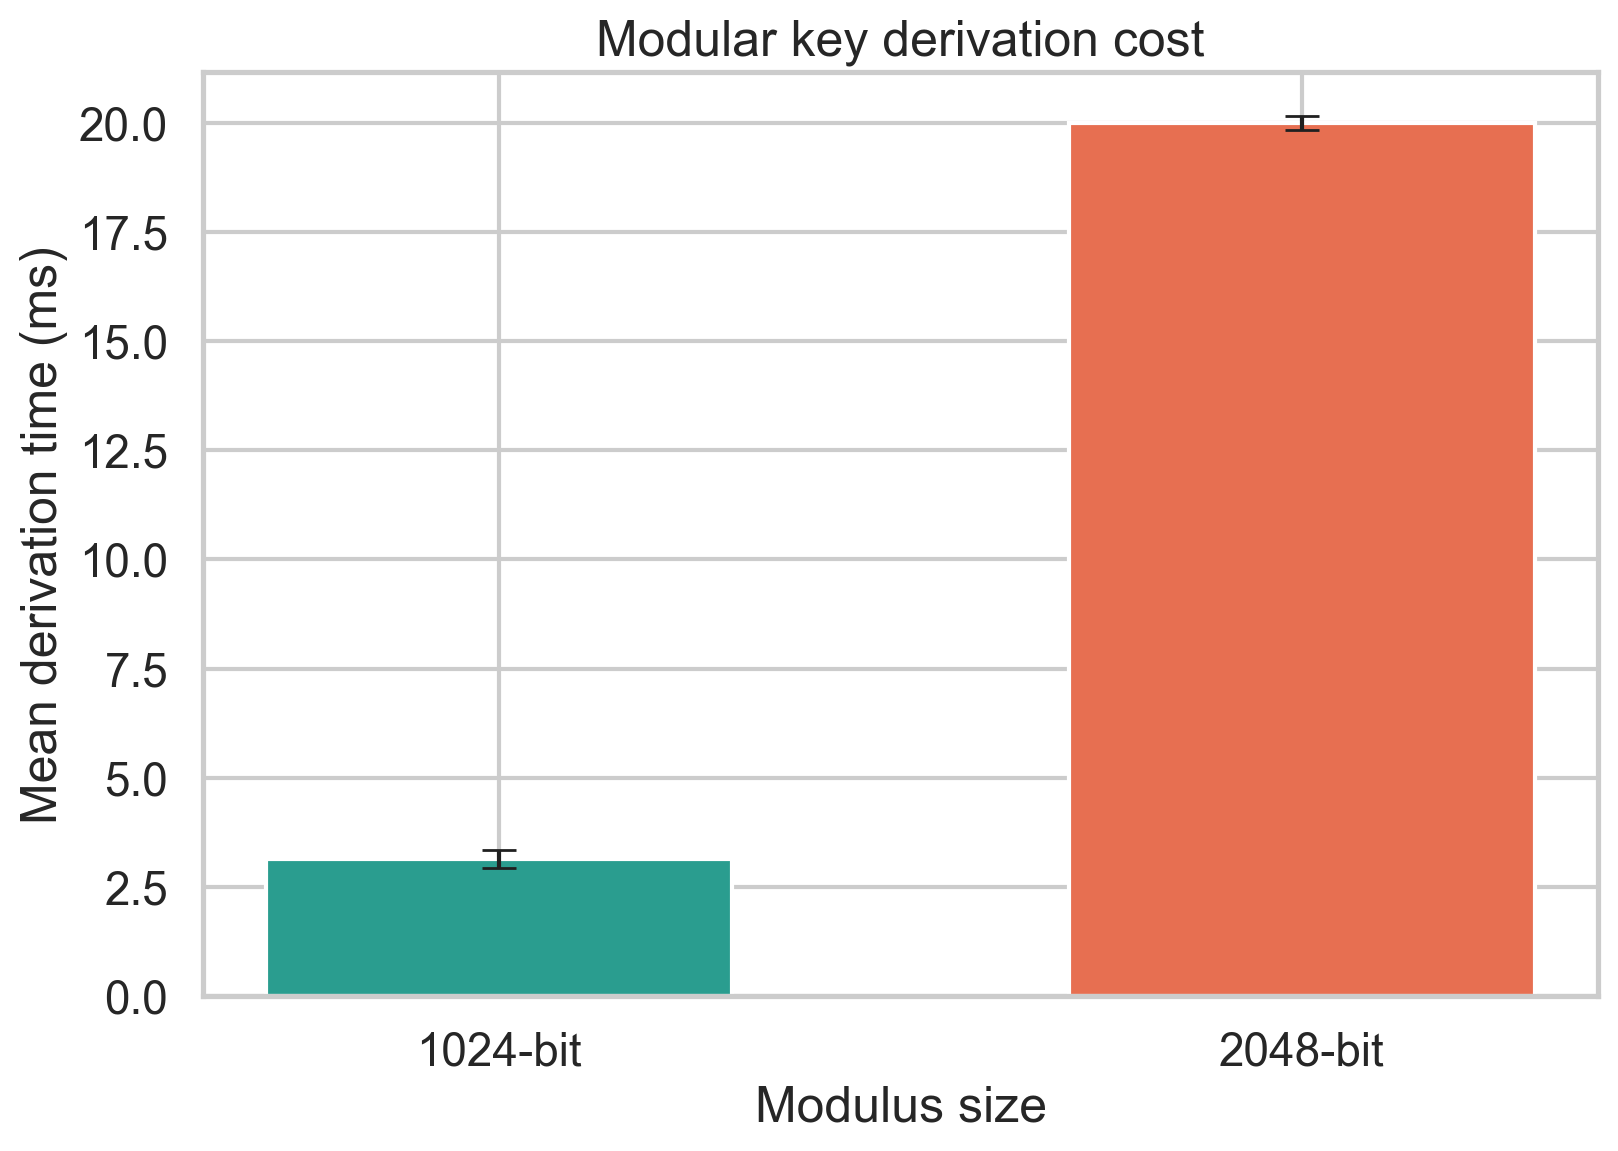 Modular key derivation cost
Mean derivation time (ms)
20.0
17.5
15.0
12.5
10.0
7.5
5.0
2.5
0.0
1024-bit
2048-bit
Modulus size